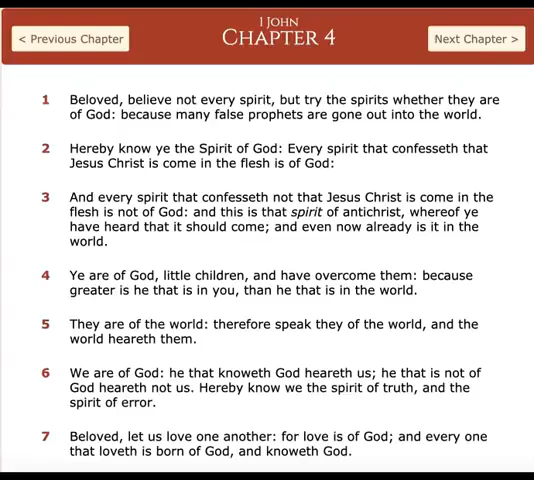 1 JOHN
< Previous Chapter
CHAPTER 4
Next Chapter >
1 Beloved, believe not every spirit, but try the spirits whether they are
of God: because many false prophets are gone out into the world.
2 Hereby know ye the Spirit of God: Every spirit that confesseth that
Jesus Christ is come in the flesh is of God:
3 And every spirit that confesseth not that Jesus Christ is come in the
flesh is not of God: and this is that spirit of antichrist, whereof ye
have heard that it should come; and even now already is it in the
world.
4 Ye are of God, little children, and have overcome them: because
greater is he that is in you, than he that is in the world.
5 They are of the world: therefore speak they of the world, and the
world heareth them.
6 We are of God: he that knoweth God heareth us; he that is not of
God heareth not us. Hereby know we the spirit of truth, and the
spirit of error.
7 Beloved, let us love one another: for love is of God; and every one
that loveth is born of God, and knoweth God.